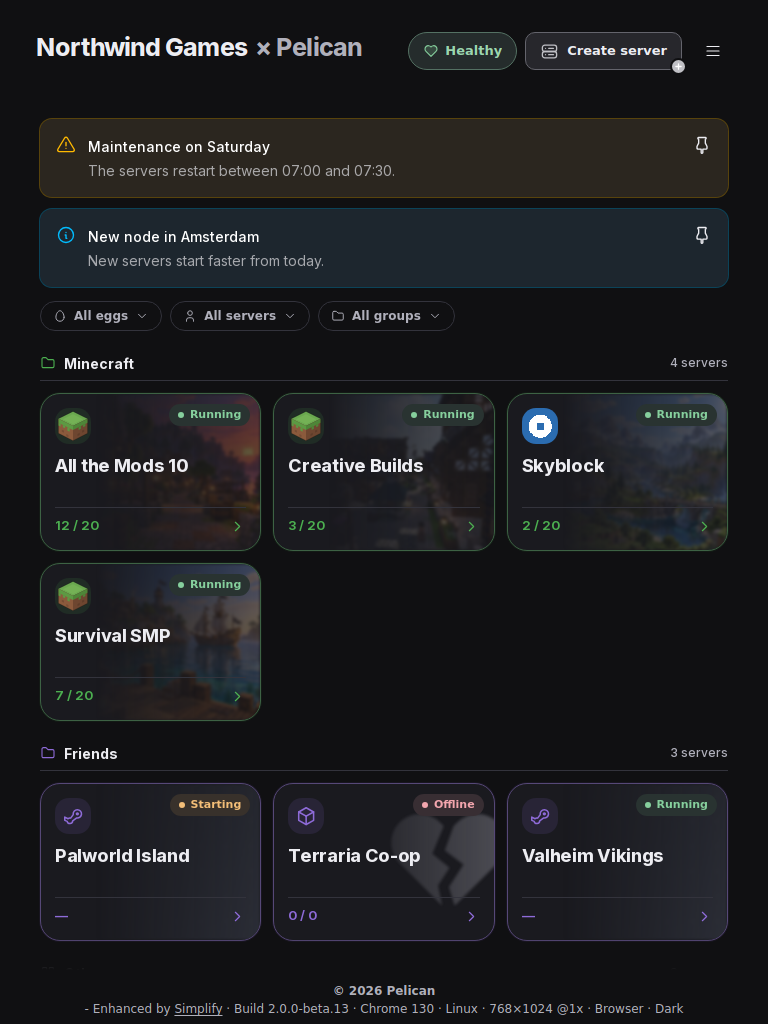 Northwind Games × Pelican
Healthy
Create server
Maintenance on Saturday
The servers restart between 07:00 and 07:30.
New node in Amsterdam
New servers start faster from today.
All eggs
All servers
All groups
Minecraft
4 servers
Running
All the Mods 10
12 / 20
Running
Creative Builds
3 / 20
Running
Skyblock
2 / 20
Running
Survival SMP
7 / 20
Friends
3 servers
Starting
Palworld Island
—
Offline
Terraria Co-op
0 / 0
Running
Valheim Vikings
—
© 2026 Pelican
- Enhanced by Simplify · Build 2.0.0-beta.13 · Chrome 130 · Linux · 768×1024 @1x · Browser · Dark